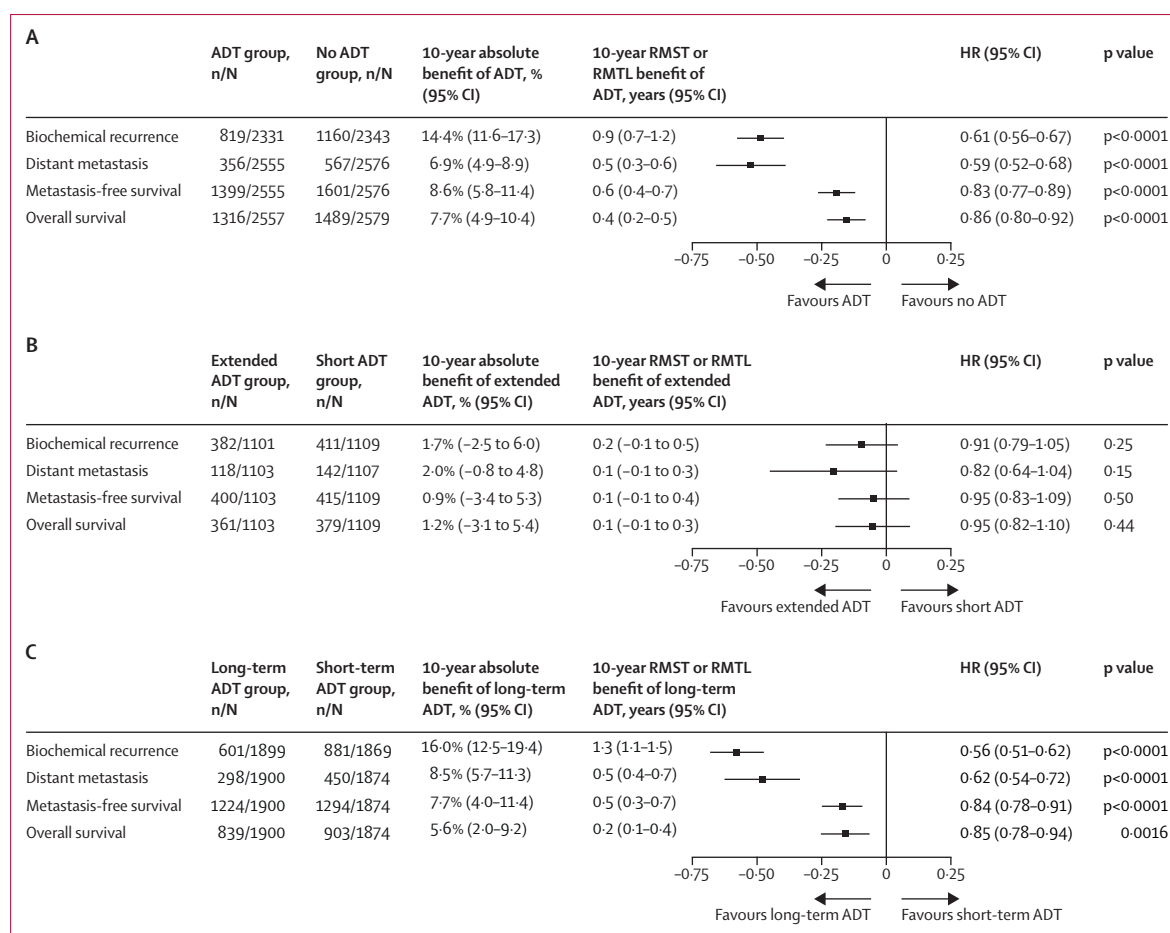 A
ADT group, n/N	No ADT group, n/N	10-year absolute benefit of ADT, % (95% CI)	10-year RMST or RMTL benefit of ADT, years (95% CI)	HR (95% CI)	p value
Biochemical recurrence	819/2331	1160/2343	14·4% (11·6–17·3)	0·9 (0·7–1·2)	0·61 (0·56–0·67)	p<0·0001
Distant metastasis	356/2555	567/2576	6·9% (4·9–8·9)	0·5 (0·3–0·6)	0·59 (0·52–0·68)	p<0·0001
Metastasis-free survival	1399/2555	1601/2576	8·6% (5·8–11·4)	0·6 (0·4–0·7)	0·83 (0·77–0·89)	p<0·0001
Overall survival	1316/2557	1489/2579	7·7% (4·9–10·4)	0·4 (0·2–0·5)	0·86 (0·80–0·92)	p<0·0001
–0·75	–0·50	–0·25	0	0·25
Favours ADT	Favours no ADT
B
Extended ADT group, n/N	Short ADT group, n/N	10-year absolute benefit of extended ADT, % (95% CI)	10-year RMST or RMTL benefit of extended ADT, years (95% CI)	HR (95% CI)	p value
Biochemical recurrence	382/1101	411/1109	1·7% (–2·5 to 6·0)	0·2 (–0·1 to 0·5)	0·91 (0·79–1·05)	0·25
Distant metastasis	118/1103	142/1107	2·0% (–0·8 to 4·8)	0·1 (–0·1 to 0·3)	0·82 (0·64–1·04)	0·15
Metastasis-free survival	400/1103	415/1109	0·9% (–3·4 to 5·3)	0·1 (–0·1 to 0·4)	0·95 (0·83–1·09)	0·50
Overall survival	361/1103	379/1109	1·2% (–3·1 to 5·4)	0·1 (–0·1 to 0·3)	0·95 (0·82–1·10)	0·44
–0·75	–0·50	–0·25	0	0·25
Favours extended ADT	Favours short ADT
C
Long-term ADT group, n/N	Short-term ADT group, n/N	10-year absolute benefit of long-term ADT, % (95% CI)	10-year RMST or RMTL benefit of long-term ADT, years (95% CI)	HR (95% CI)	p value
Biochemical recurrence	601/1899	881/1869	16·0% (12·5–19·4)	1·3 (1·1–1·5)	0·56 (0·51–0·62)	p<0·0001
Distant metastasis	298/1900	450/1874	8·5% (5·7–11·3)	0·5 (0·4–0·7)	0·62 (0·54–0·72)	p<0·0001
Metastasis-free survival	1224/1900	1294/1874	7·7% (4·0–11·4)	0·5 (0·3–0·7)	0·84 (0·78–0·91)	p<0·0001
Overall survival	839/1900	903/1874	5·6% (2·0–9·2)	0·2 (0·1–0·4)	0·85 (0·78–0·94)	0·0016
–0·75	–0·50	–0·25	0	0·25
Favours long-term ADT	Favours short-term ADT